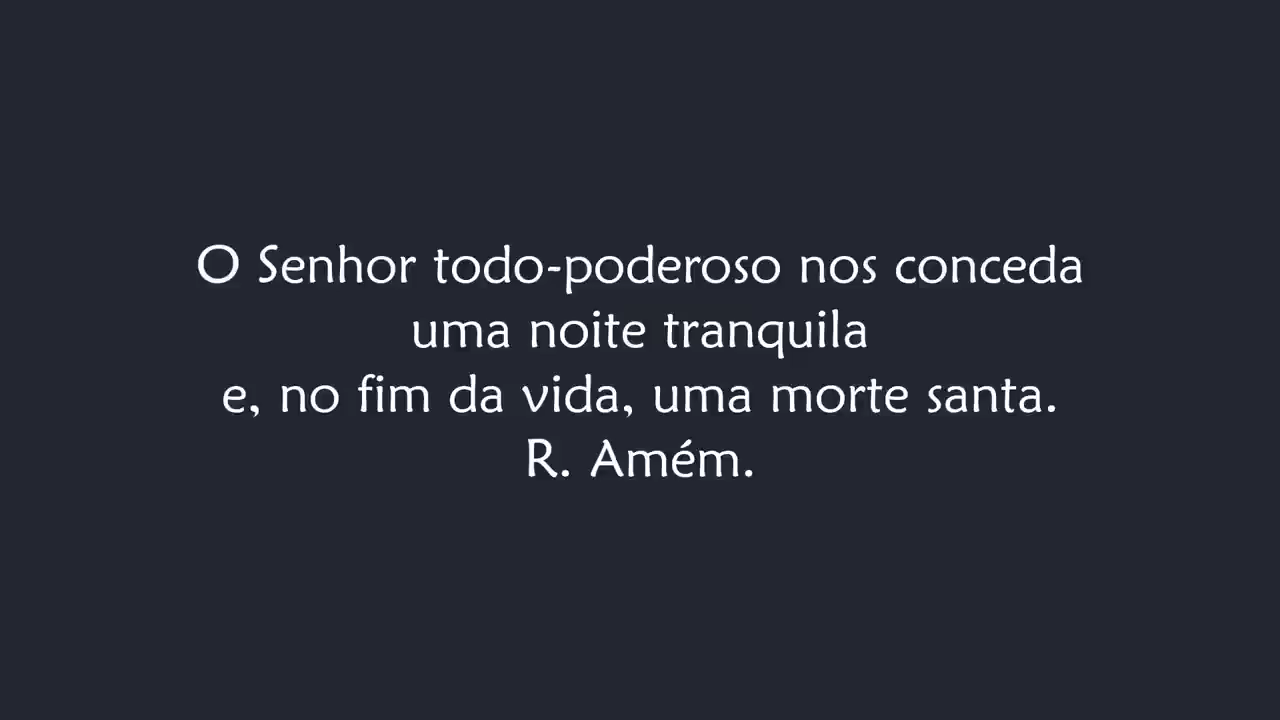 O Senhor todo-poderoso nos conceda
uma noite tranquila
e, no fim da vida, uma morte santa.
R. Amém.